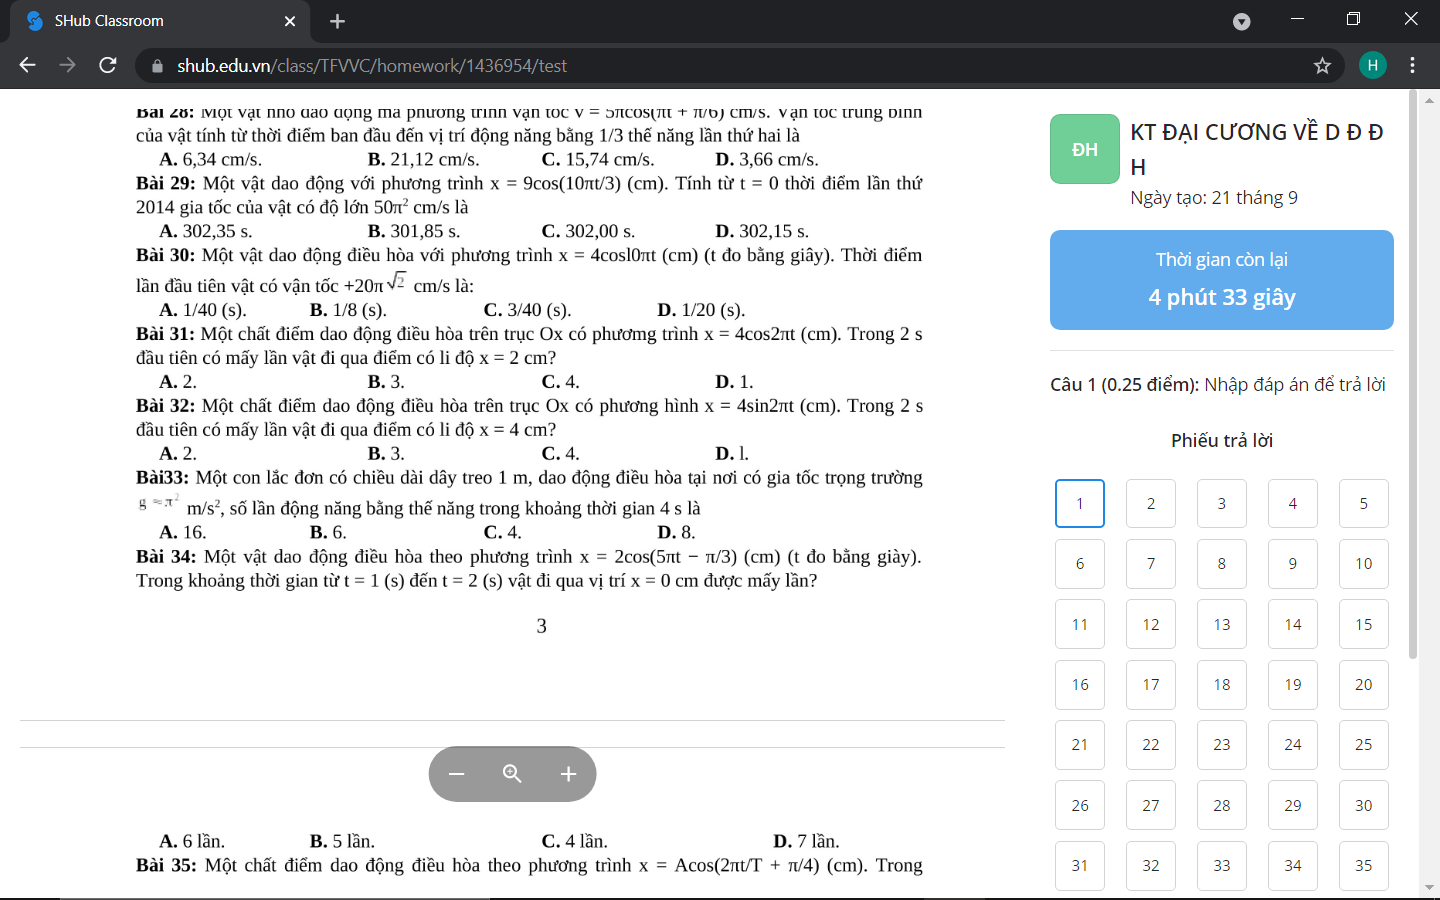 SHub Classroom
shub.edu.vn/class/TFVVC/homework/1436954/test
H
Bài 28: Một vật nhỏ dao động mà phương trình vận tốc v = 5πcos(πt + π/6) cm/s. Vận tốc trung bình
của vật tính từ thời điểm ban đầu đến vị trí động năng bằng 1/3 thế năng lần thứ hai là
A. 6,34 cm/s. B. 21,12 cm/s. C. 15,74 cm/s. D. 3,66 cm/s.
Bài 29: Một vật dao động với phương trình x = 9cos(10πt/3) (cm). Tính từ t = 0 thời điểm lần thứ
2014 gia tốc của vật có độ lớn 50π² cm/s là
A. 302,35 s. B. 301,85 s. C. 302,00 s. D. 302,15 s.
Bài 30: Một vật dao động điều hòa với phương trình x = 4cosl0πt (cm) (t đo bằng giây). Thời điểm
lần đầu tiên vật có vận tốc +20π√2 cm/s là:
A. 1/40 (s). B. 1/8 (s). C. 3/40 (s). D. 1/20 (s).
Bài 31: Một chất điểm dao động điều hòa trên trục Ox có phương trình x = 4cos2πt (cm). Trong 2 s
đầu tiên có mấy lần vật đi qua điểm có li độ x = 2 cm?
A. 2. B. 3. C. 4. D. 1.
Bài 32: Một chất điểm dao động điều hòa trên trục Ox có phương hình x = 4sin2πt (cm). Trong 2 s
đầu tiên có mấy lần vật đi qua điểm có li độ x = 4 cm?
A. 2. B. 3. C. 4. D. l.
Bài33: Một con lắc đơn có chiều dài dây treo 1 m, dao động điều hòa tại nơi có gia tốc trọng trường
g ≈ π² m/s², số lần động năng bằng thế năng trong khoảng thời gian 4 s là
A. 16. B. 6. C. 4. D. 8.
Bài 34: Một vật dao động điều hòa theo phương trình x = 2cos(5πt − π/3) (cm) (t đo bằng giày).
Trong khoảng thời gian từ t = 1 (s) đến t = 2 (s) vật đi qua vị trí x = 0 cm được mấy lần?
3
A. 6 lần. B. 5 lần. C. 4 lần. D. 7 lần.
Bài 35: Một chất điểm dao động điều hòa theo phương trình x = Acos(2πt/T + π/4) (cm). Trong
ĐH
KT ĐẠI CƯƠNG VỀ D Đ Đ
H
Ngày tạo: 21 tháng 9
Thời gian còn lại
4 phút 33 giây
Câu 1 (0.25 điểm): Nhập đáp án để trả lời
Phiếu trả lời
1 2 3 4 5
6 7 8 9 10
11 12 13 14 15
16 17 18 19 20
21 22 23 24 25
26 27 28 29 30
31 32 33 34 35